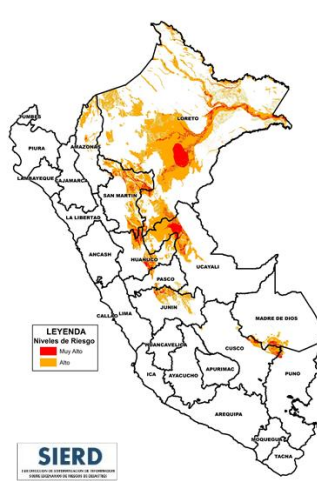 LORETO
TUMBES
PIURA
AMAZONAS
LAMBAYEQUE
CAJAMARCA
SAN MARTIN
LA LIBERTAD
ANCASH
HUANUCO
UCAYALI
PASCO
JUNIN
CALLAO
LIMA
MADRE DE DIOS
CUSCO
HUANCAVELICA
ICA
AYACUCHO
APURIMAC
PUNO
AREQUIPA
MOQUEGUA
TACNA
LEYENDA
Niveles de Riesgo
Muy Alto
Alto
SIERD